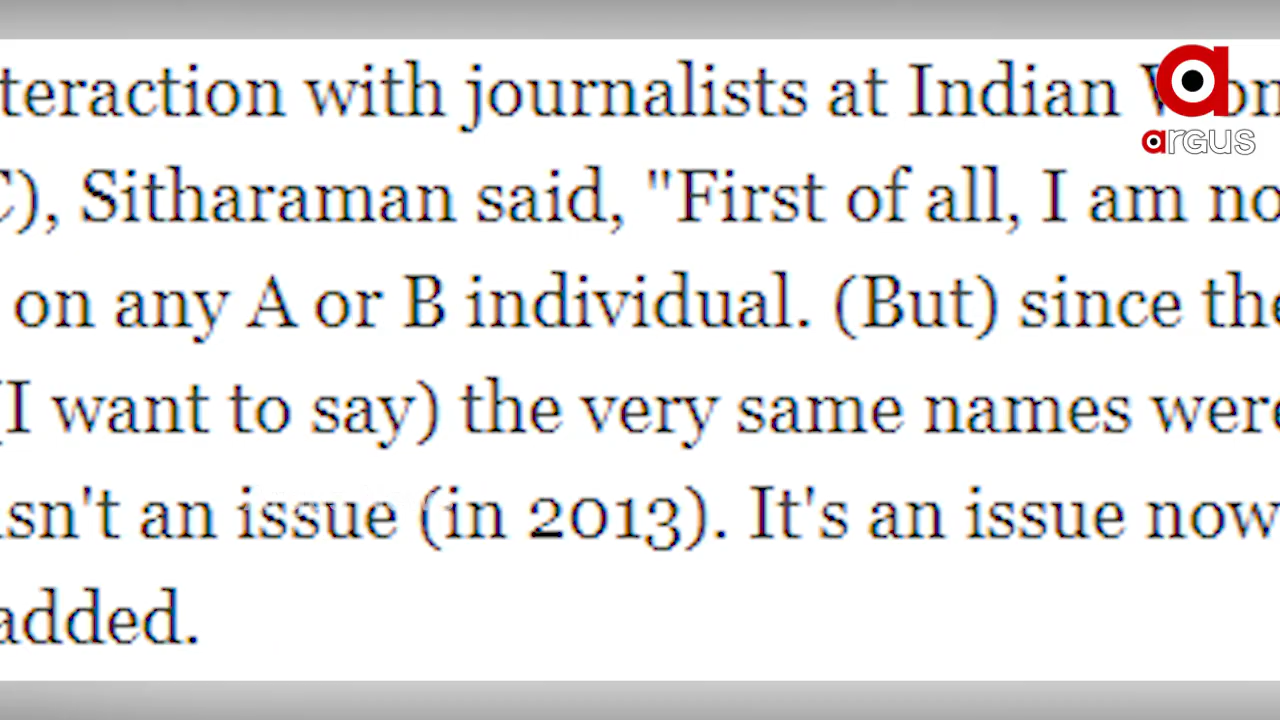 teraction with journalists at Indian
), Sitharaman said, "First of all, I am no
on any A or B individual. (But) since the
(I want to say) the very same names were
sn't an issue (in 2013). It's an issue now
added.
argus